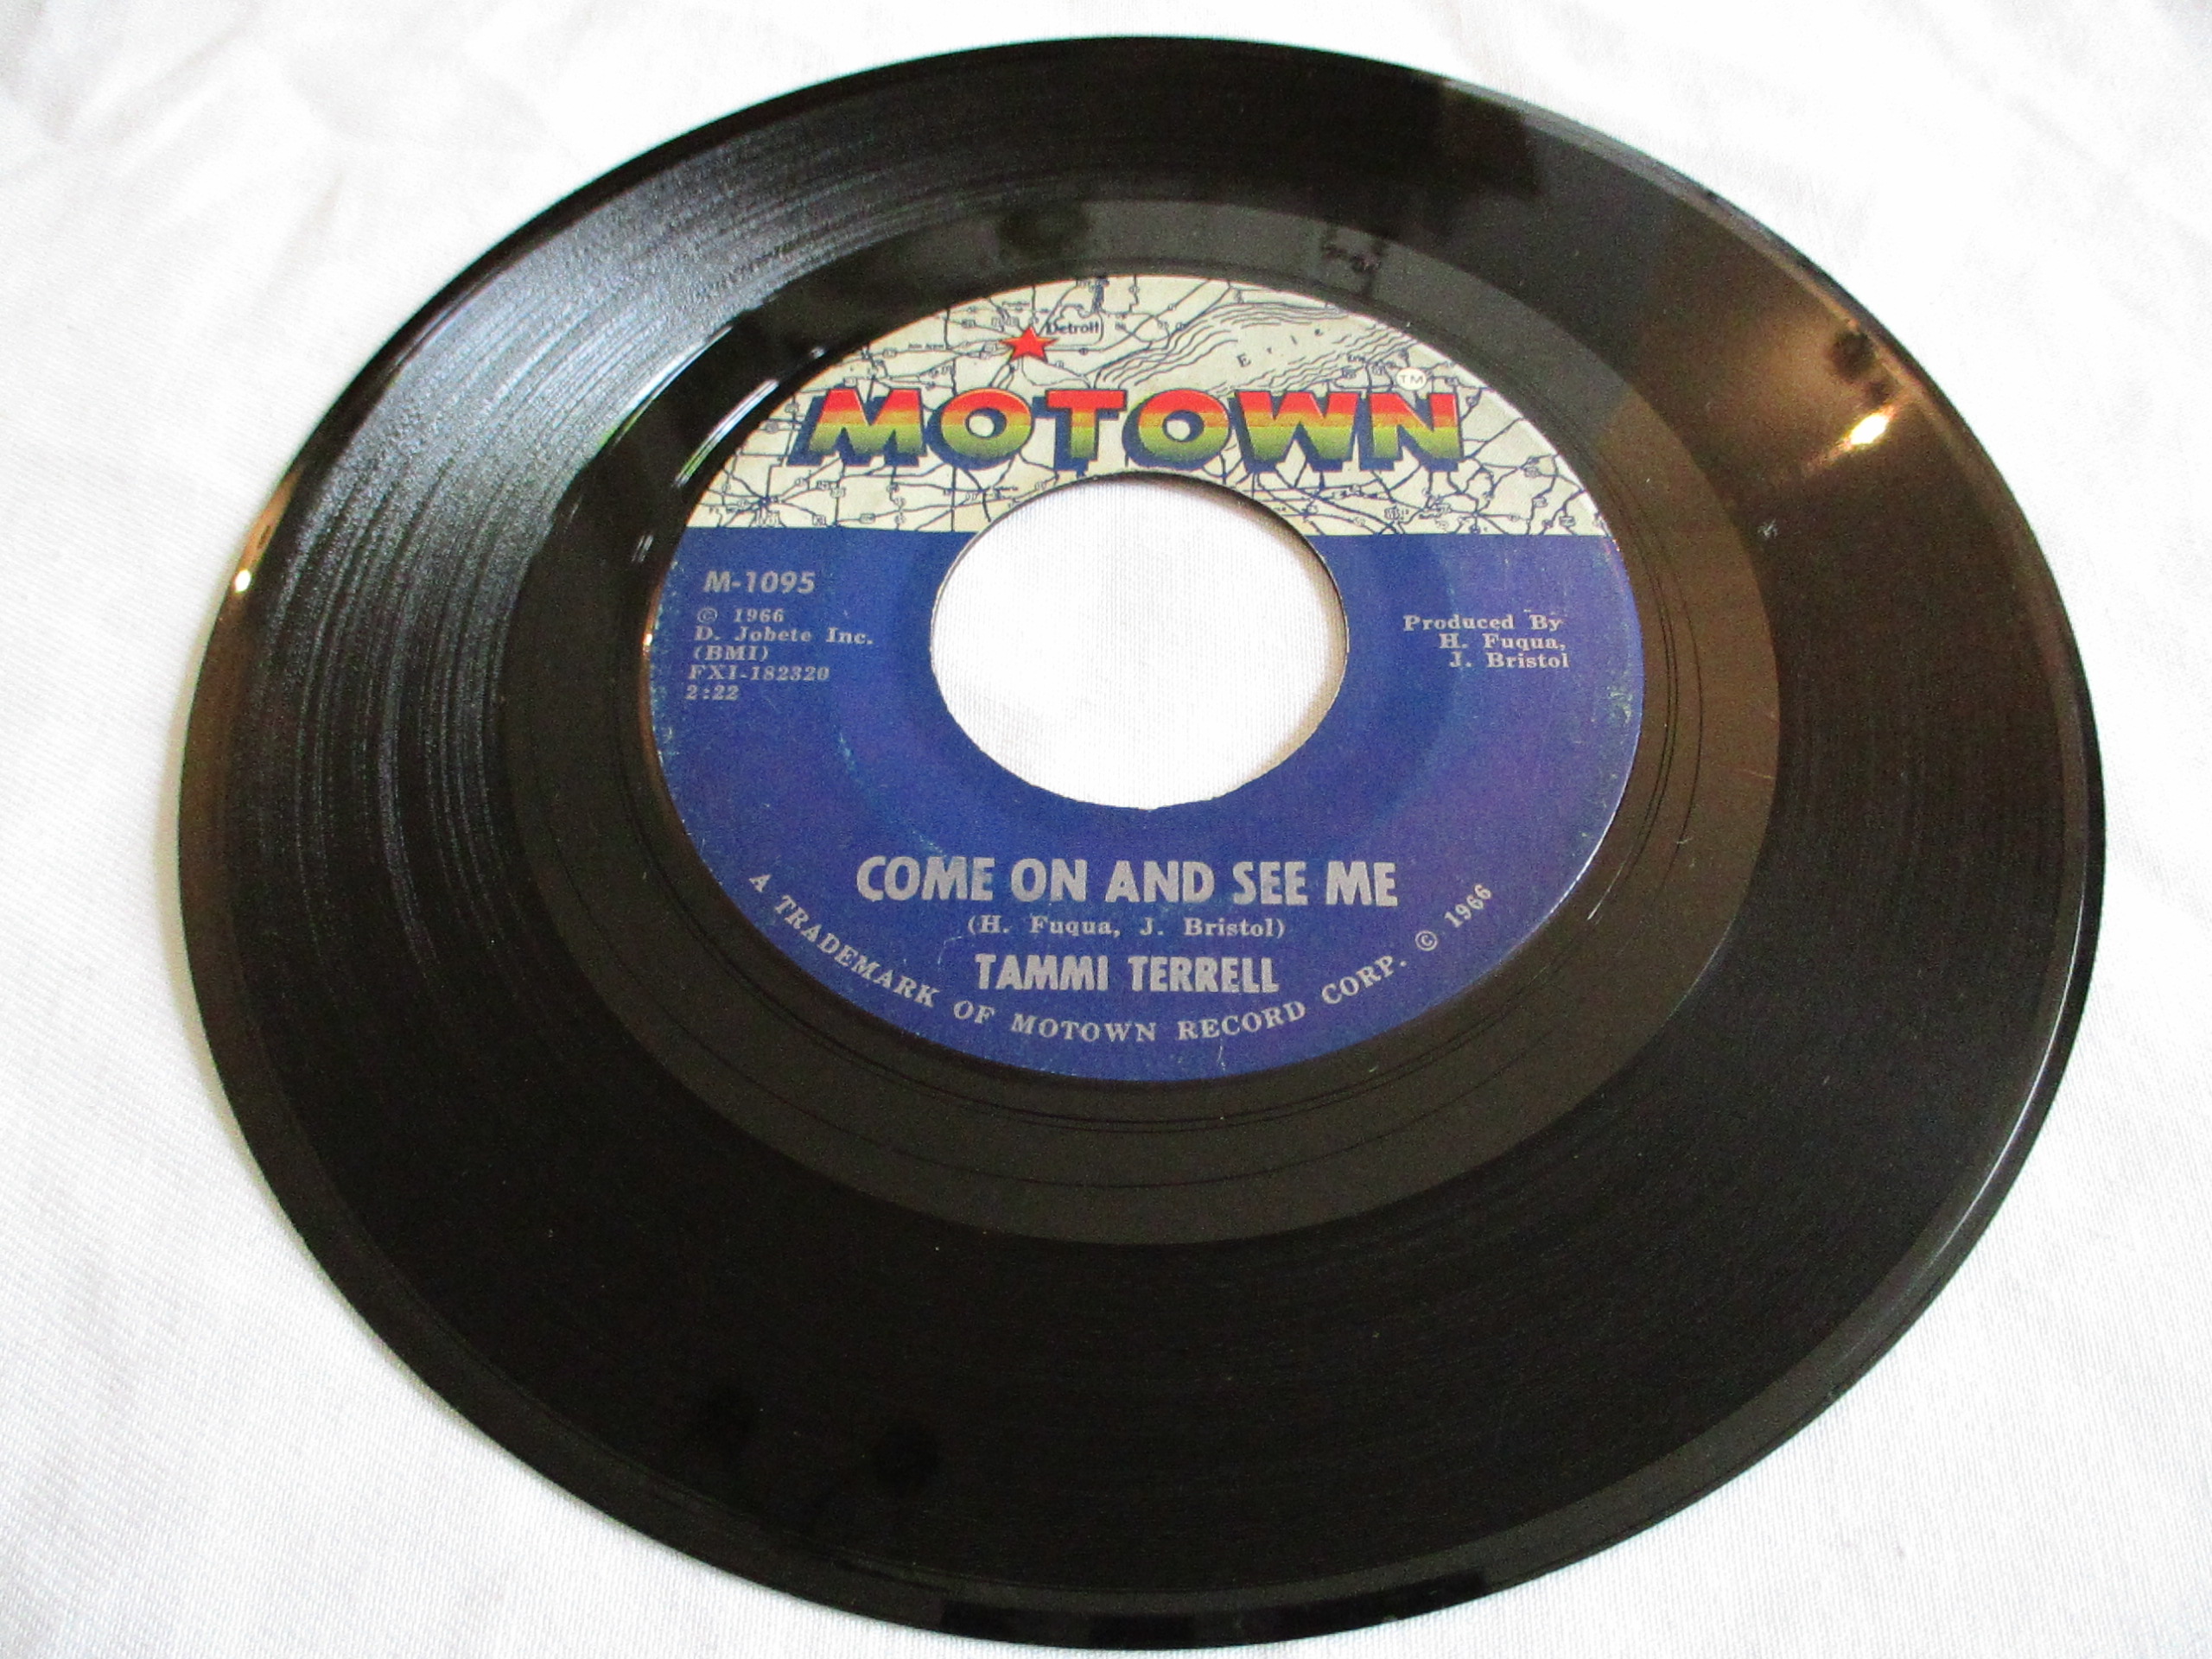 Detroit
E r i e
MOTOWN
TM
M-1095
© 1966
D. Jobete Inc.
(BMI)
FXI-182320
2:22
Produced By
H. Fuqua,
J. Bristol
COME ON AND SEE ME
(H. Fuqua, J. Bristol)
TAMMI TERRELL
A TRADEMARK OF MOTOWN RECORD CORP. © 1966